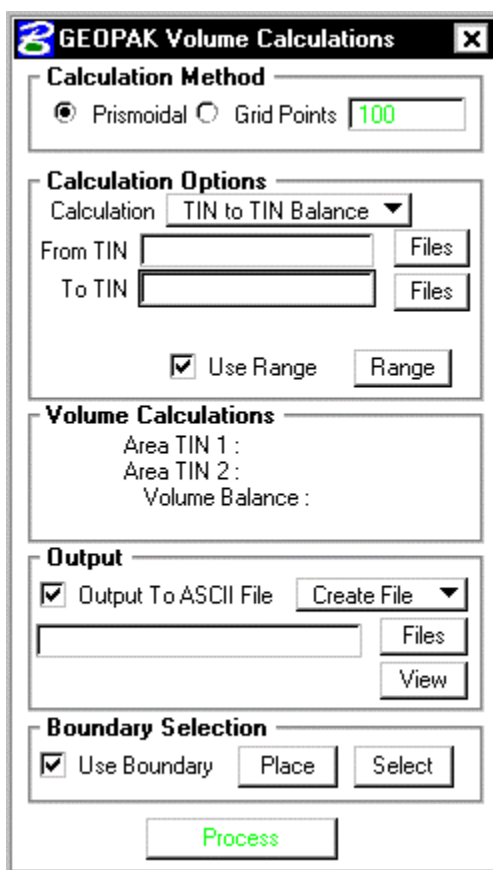 GEOPAK Volume Calculations
Calculation Method
Prismoidal Grid Points 100
Calculation Options
Calculation TIN to TIN Balance
From TIN Files
To TIN Files
Use Range Range
Volume Calculations
Area TIN 1 :
Area TIN 2 :
Volume Balance :
Output
Output To ASCII File Create File
Files
View
Boundary Selection
Use Boundary Place Select
Process